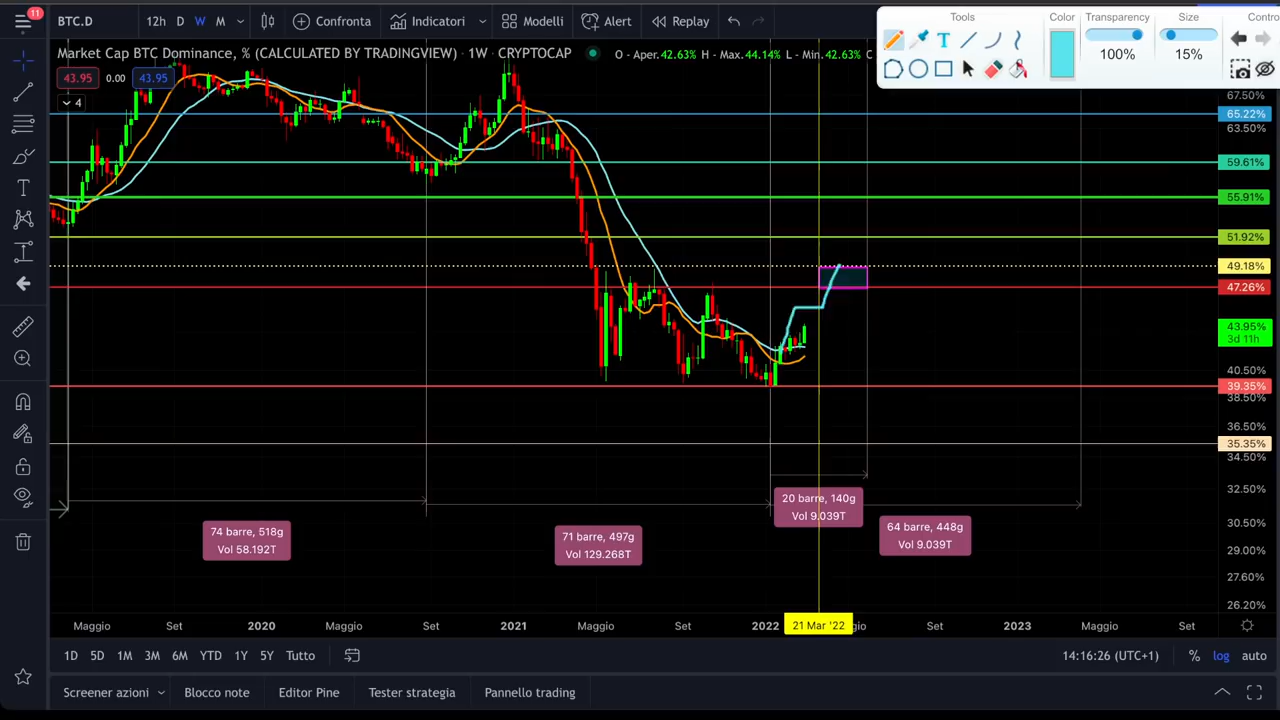 11
BTC.D
12h D W M
Confronta
Indicatori
Modelli
Alert
Replay
Tools
Color
Transparency
Size
Contro
100%
15%
Market Cap BTC Dominance, % (CALCULATED BY TRADINGVIEW) · 1W · CRYPTOCAP
O - Aper.42.63% H - Max.44.14% L - Min.42.63% C
43.95 0.00 43.95
4
67.50%
65.22%
63.50%
59.61%
55.91%
51.92%
49.18%
47.26%
43.95%
3d 11h
40.50%
39.35%
38.50%
36.50%
35.35%
34.50%
32.50%
30.50%
29.00%
27.60%
26.20%
74 barre, 518g
Vol 58.192T
71 barre, 497g
Vol 129.268T
20 barre, 140g
Vol 9.039T
64 barre, 448g
Vol 9.039T
Maggio Set 2020 Maggio Set 2021 Maggio Set 2022 21 Mar '22 gio Set 2023 Maggio Set
1D 5D 1M 3M 6M YTD 1Y 5Y Tutto
14:16:26 (UTC+1) % log auto
Screener azioni
Blocco note
Editor Pine
Tester strategia
Pannello trading